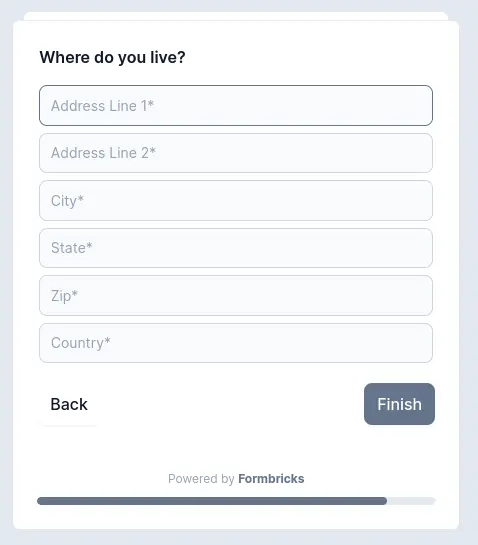 Where do you live?
Address Line 1*
Address Line 2*
City*
State*
Zip*
Country*
Back
Finish
Powered by Formbricks